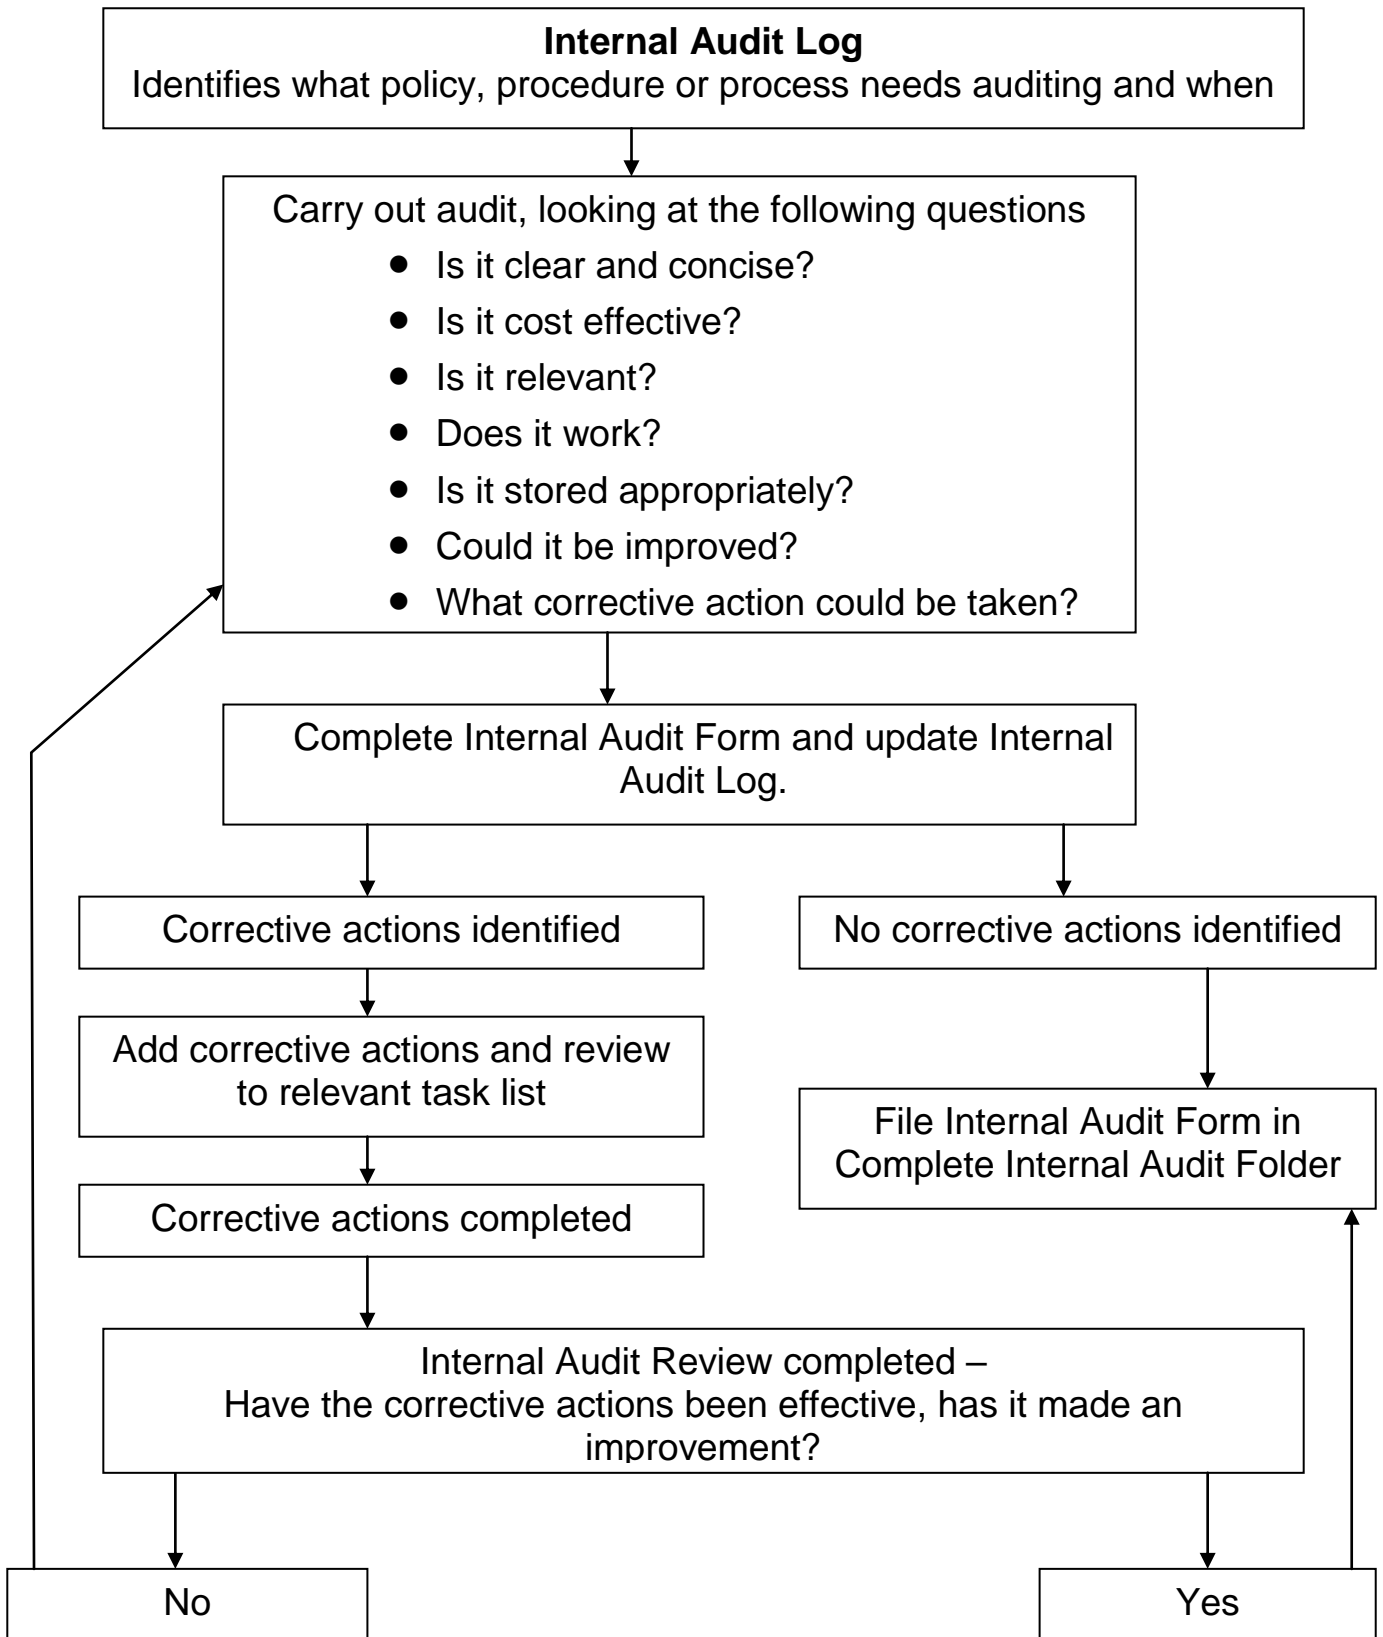 Internal Audit Log
Identifies what policy, procedure or process needs auditing and when
Carry out audit, looking at the following questions
● Is it clear and concise?
● Is it cost effective?
● Is it relevant?
● Does it work?
● Is it stored appropriately?
● Could it be improved?
● What corrective action could be taken?
Complete Internal Audit Form and update Internal
Audit Log.
Corrective actions identified
No corrective actions identified
Add corrective actions and review
to relevant task list
File Internal Audit Form in
Complete Internal Audit Folder
Corrective actions completed
Internal Audit Review completed –
Have the corrective actions been effective, has it made an
improvement?
No
Yes